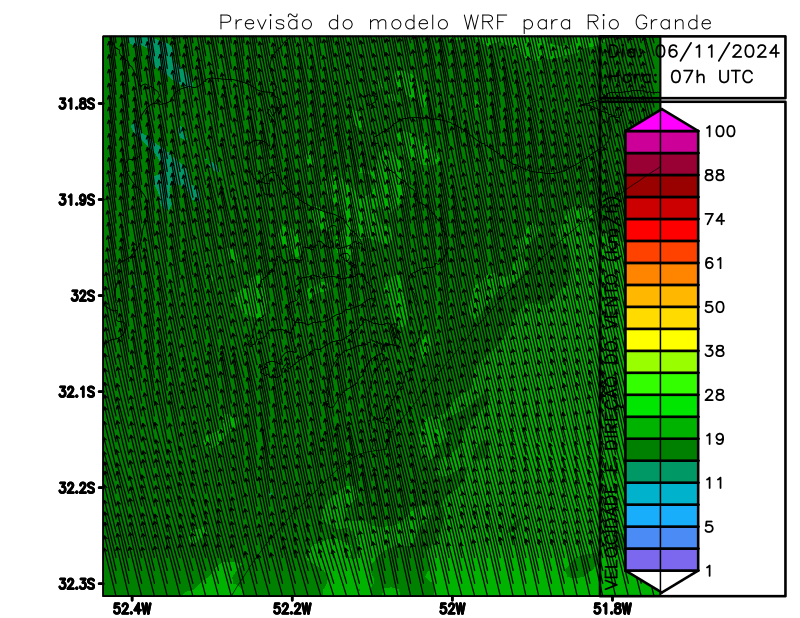 Previsão do modelo WRF para Rio Grande
Dia: 06/11/2024
Hora: 07h UTC
31.8S
31.9S
32S
32.1S
32.2S
32.3S
52.4W
52.2W
52W
51.8W
VELOCIDADE E DIREÇÃO DO VENTO (km/h)
100
88
74
61
50
38
28
19
11
5
1